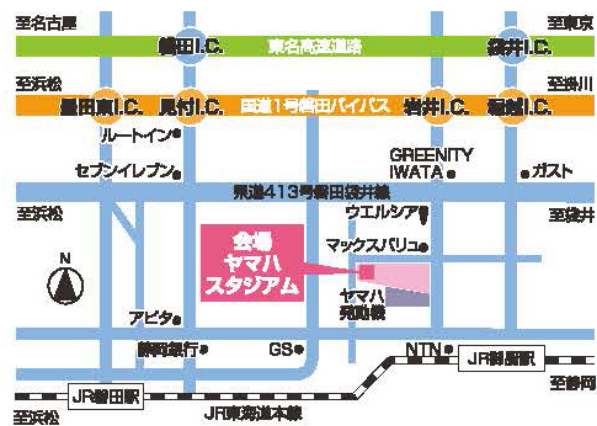 至名古屋
至東京
磐田I.C.
東名高速道路
袋井I.C.
至浜松
至掛川
見付I.C.
国道1号磐田バイパス
岩井I.C.
堀越I.C.
ルートイン
セブンイレブン
GREENITY
IWATA
ガスト
県道413号磐田袋井線
至浜松
至袋井
ウエルシア
会場
ヤマハ
スタジアム
マックスバリュ
N
ヤマハ
発動機
アピタ
静岡銀行
GS
NTN
JR御厨駅
至静岡
JR磐田駅
至浜松
JR東海道本線